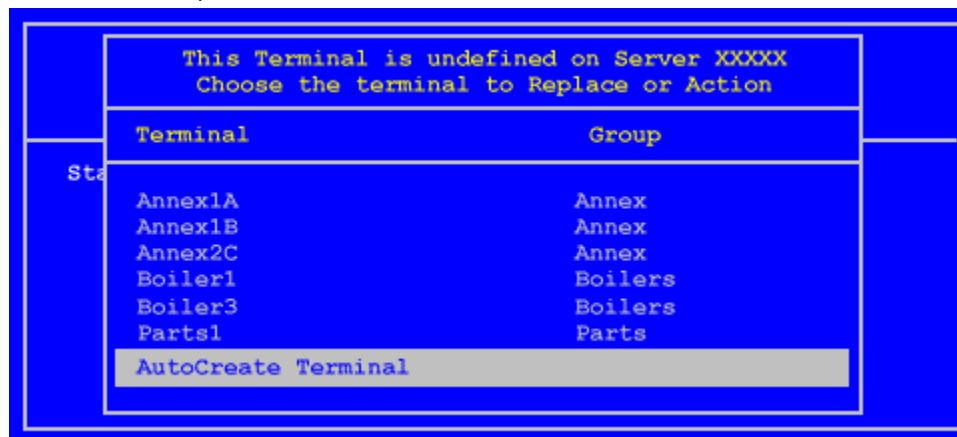 This Terminal is undefined on Server XXXXX
Choose the terminal to Replace or Action
Terminal Group
Sta
Annex1A Annex
Annex1B Annex
Annex2C Annex
Boiler1 Boilers
Boiler3 Boilers
Parts1 Parts
AutoCreate Terminal